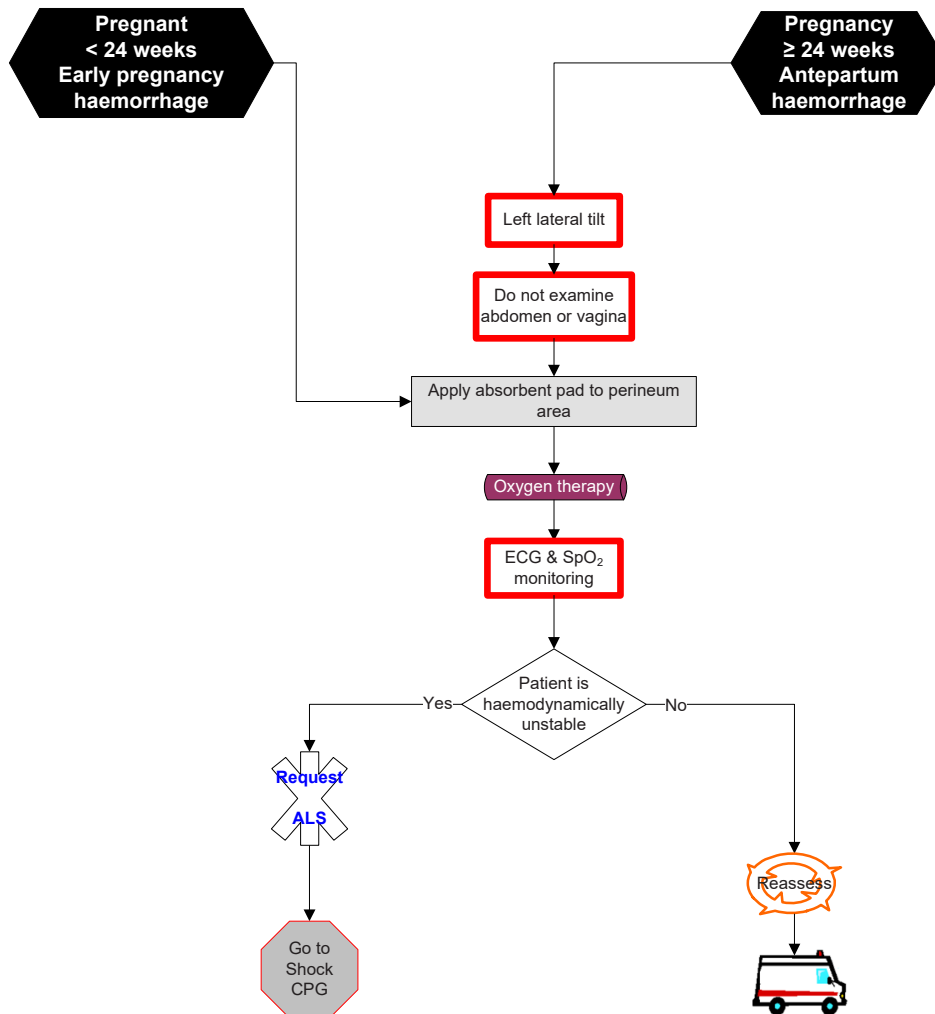 Pregnant
< 24 weeks
Early pregnancy
haemorrhage
Pregnancy
≥ 24 weeks
Antepartum
haemorrhage
Left lateral tilt
Do not examine
abdomen or vagina
Apply absorbent pad to perineum
area
Oxygen therapy
ECG & SpO₂
monitoring
Patient is
haemodynamically
unstable
Yes
No
Request
ALS
Reassess
Go to
Shock
CPG